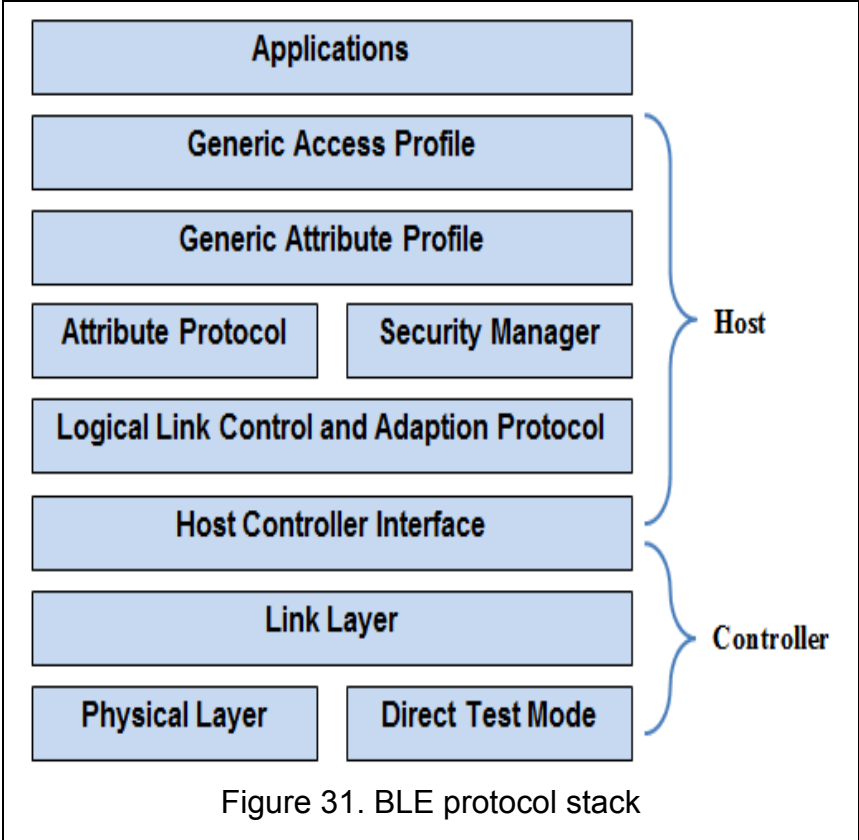 Applications
Generic Access Profile
Generic Attribute Profile
Attribute Protocol
Security Manager
Host
Logical Link Control and Adaption Protocol
Host Controller Interface
Link Layer
Controller
Physical Layer
Direct Test Mode
Figure 31. BLE protocol stack